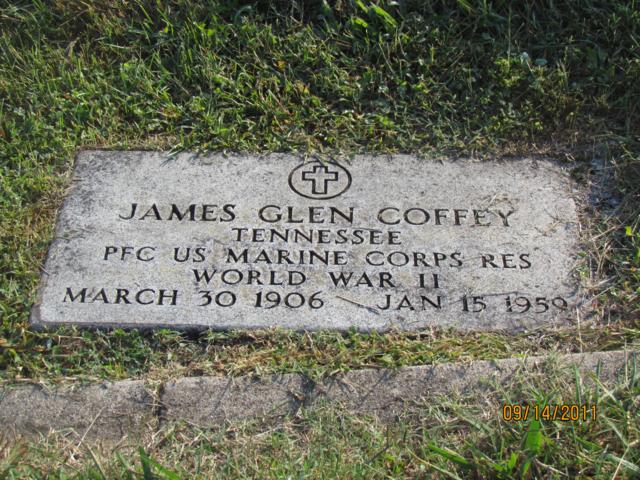 JAMES GLEN COFFEY
TENNESSEE
PFC US MARINE CORPS RES
WORLD WAR II
MARCH 30 1906 JAN 15 1959
09/14/2011